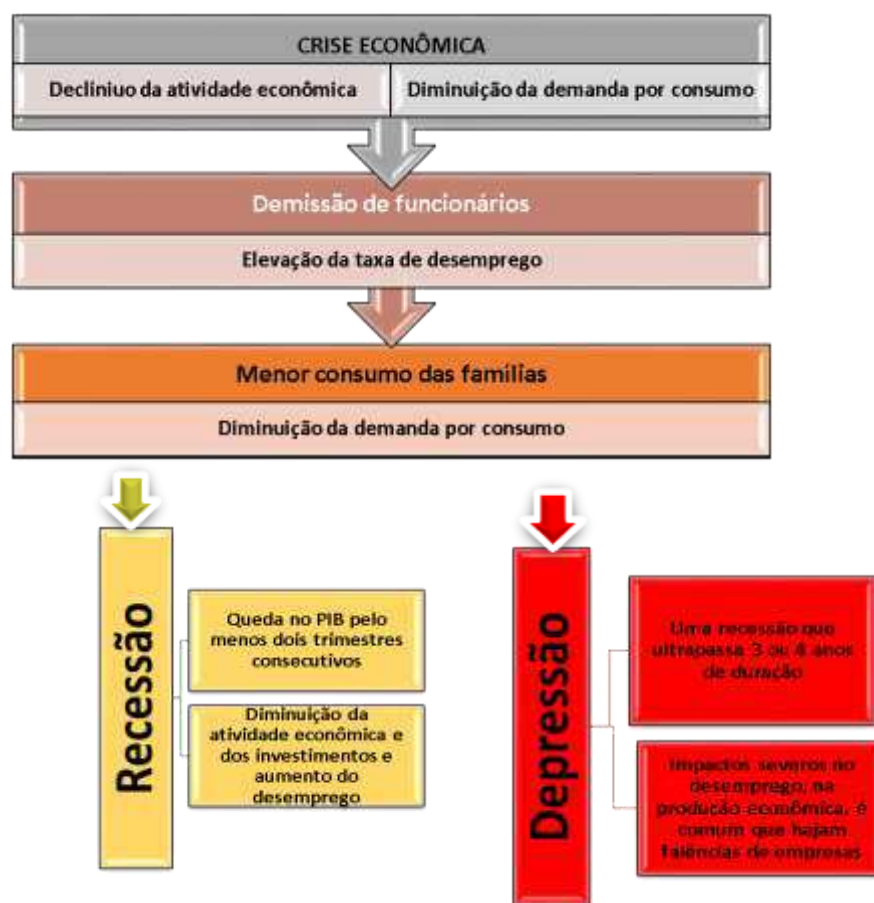 CRISE ECONÔMICA
Decliniuo da atividade econômica
Diminuição da demanda por consumo
Demissão de funcionários
Elevação da taxa de desemprego
Menor consumo das famílias
Diminuição da demanda por consumo
Recessão
Queda no PIB pelo
menos dois trimestres
consecutivos
Diminuição da
atividade econômica e
dos investimentos e
aumento do
desemprego
Depressão
Uma recessão que
ultrapassa 3 ou 4 anos
de duração
Impactos severos no
desemprego, na
produção econômica, é
comum que hajam
falências de empresas